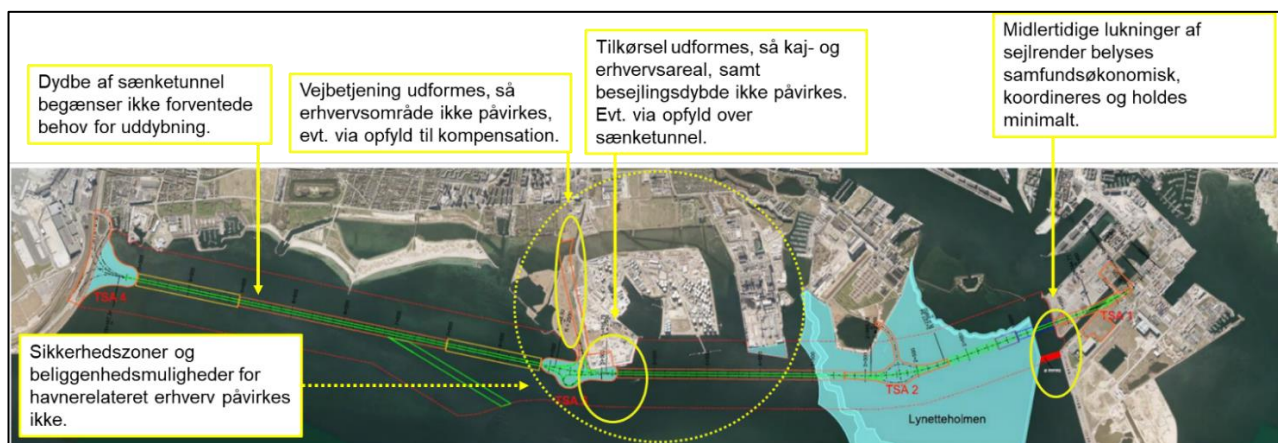 Dydbe af sænketunnel
begænser ikke forventede
behov for uddybning.
Vejbetjening udformes, så
erhvervsområde ikke påvirkes,
evt. via opfyld til kompensation.
Tilkørsel udformes, så kaj- og
erhvervsareal, samt
besejlingsdybde ikke påvirkes.
Evt. via opfyld over
sænketunnel.
Midlertidige lukninger af
sejlrender belyses
samfundsøkonomisk,
koordineres og holdes
minimalt.
TSA 4
TSA 1
TSA 2
Lynetteholmen
Sikkerhedszoner og
beliggenhedsmuligheder for
havnerelateret erhverv påvirkes
ikke.